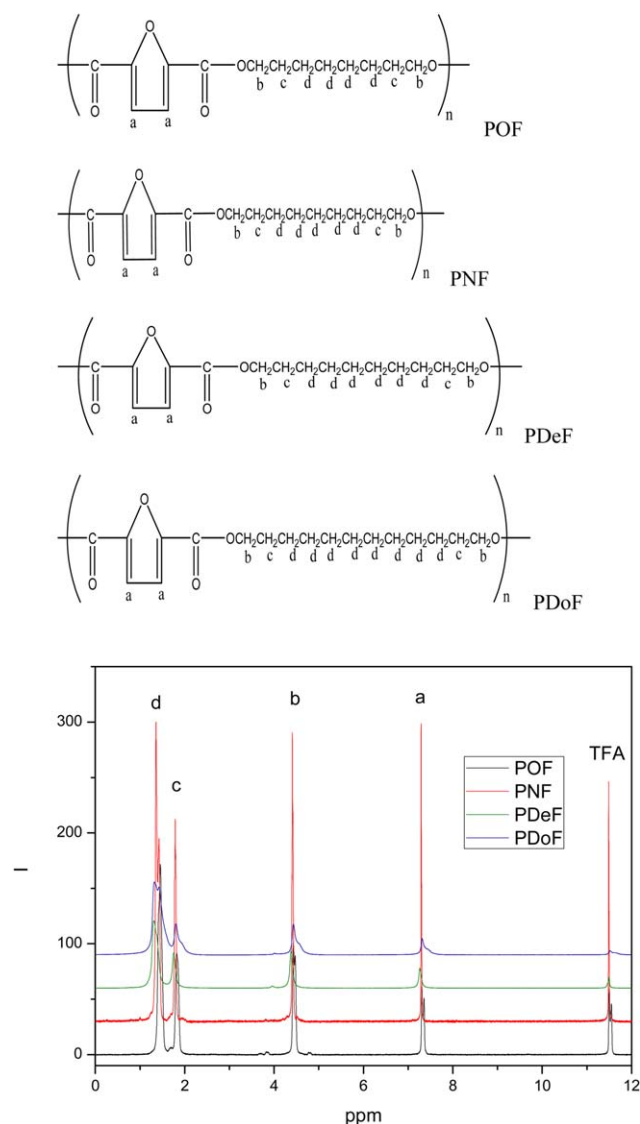 O
C
C
OCH₂CH₂CH₂CH₂CH₂CH₂CH₂CH₂O
b c d d d d c b
O
a a
O
n
POF
O
C
C
OCH₂CH₂CH₂CH₂CH₂CH₂CH₂CH₂CH₂O
b c d d d d d c b
O
a a
O
n
PNF
O
C
C
OCH₂CH₂CH₂CH₂CH₂CH₂CH₂CH₂CH₂CH₂O
b c d d d d d d c b
O
a a
O
n
PDeF
O
C
C
OCH₂CH₂CH₂CH₂CH₂CH₂CH₂CH₂CH₂CH₂CH₂CH₂O
b c d d d d d d d d c b
O
a a
O
n
PDoF
d
c
b
a
TFA
POF
PNF
PDeF
PDoF
300
200
100
0
I
0 2 4 6 8 10 12
ppm